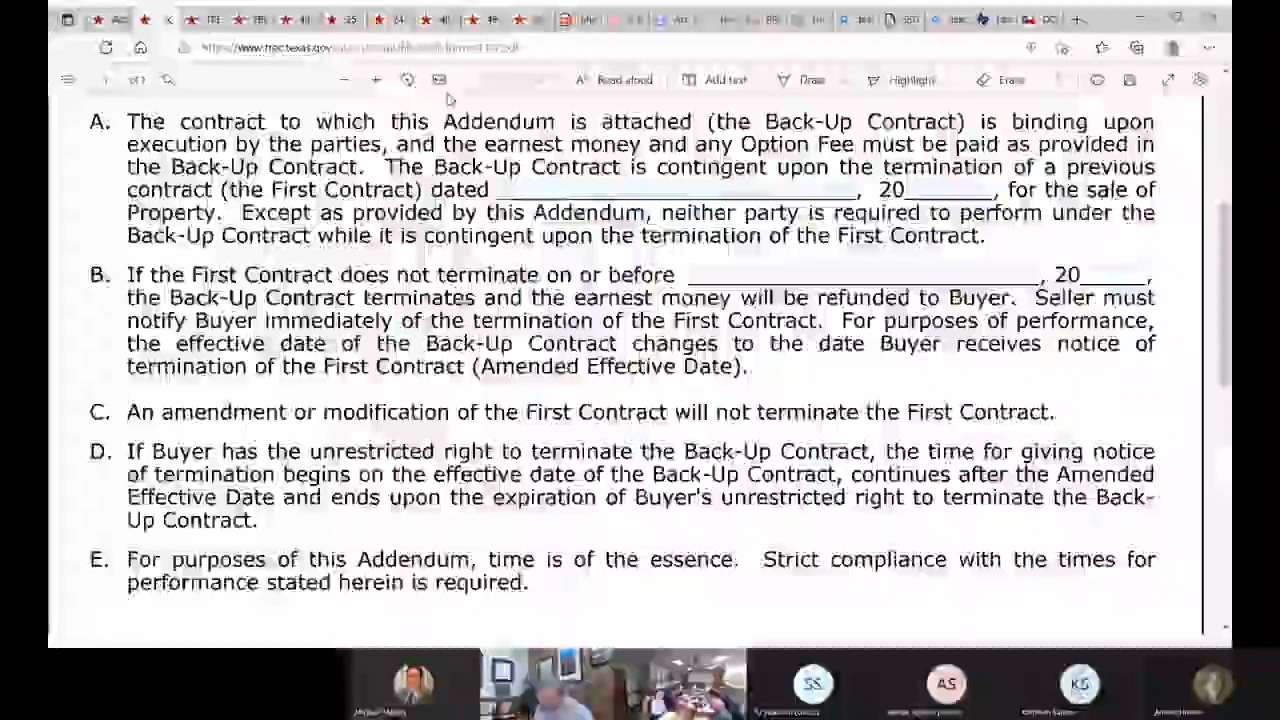 https://www.trec.texas.gov
1 of 1
Read aloud
Add text
Draw
Highlight
Erase
A. The contract to which this Addendum is attached (the Back-Up Contract) is binding upon
execution by the parties, and the earnest money and any Option Fee must be paid as provided in
the Back-Up Contract. The Back-Up Contract is contingent upon the termination of a previous
contract (the First Contract) dated ____________________, 20______, for the sale of
Property. Except as provided by this Addendum, neither party is required to perform under the
Back-Up Contract while it is contingent upon the termination of the First Contract.
B. If the First Contract does not terminate on or before ____________________, 20_____,
the Back-Up Contract terminates and the earnest money will be refunded to Buyer. Seller must
notify Buyer immediately of the termination of the First Contract. For purposes of performance,
the effective date of the Back-Up Contract changes to the date Buyer receives notice of
termination of the First Contract (Amended Effective Date).
C. An amendment or modification of the First Contract will not terminate the First Contract.
D. If Buyer has the unrestricted right to terminate the Back-Up Contract, the time for giving notice
of termination begins on the effective date of the Back-Up Contract, continues after the Amended
Effective Date and ends upon the expiration of Buyer's unrestricted right to terminate the Back-
Up Contract.
E. For purposes of this Addendum, time is of the essence. Strict compliance with the times for
performance stated herein is required.
SS
AS
KS